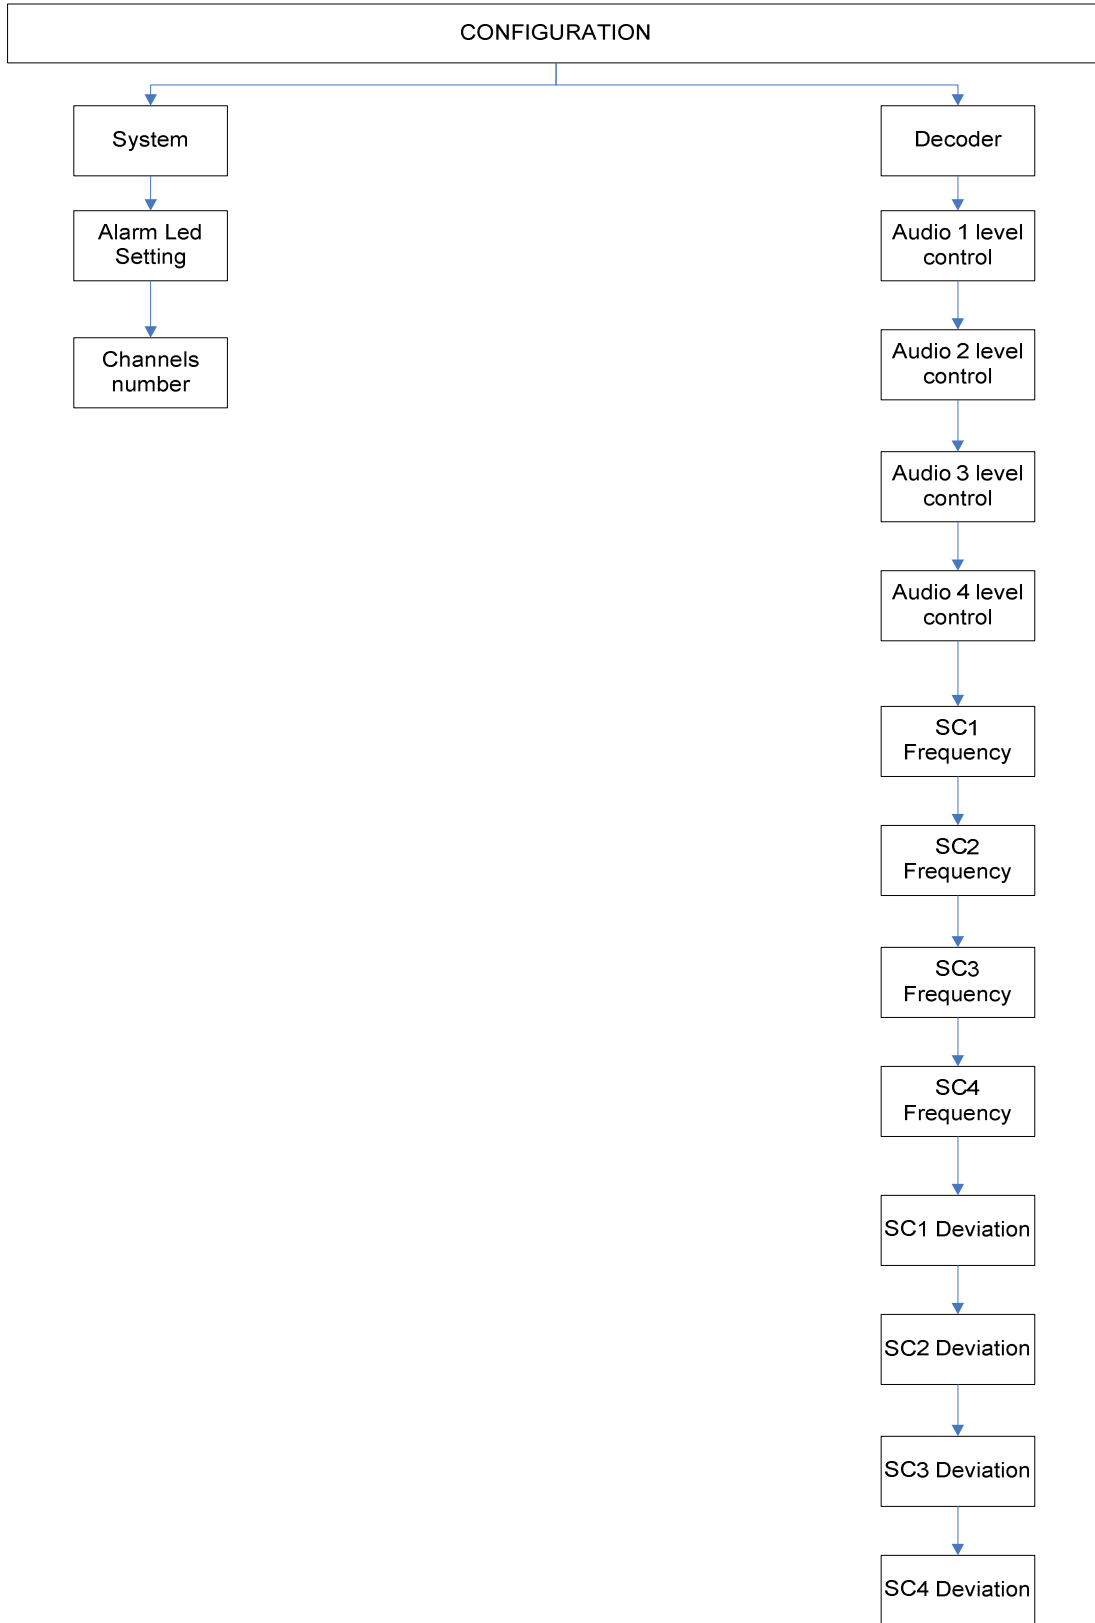 CONFIGURATION
System
Alarm Led
Setting
Channels
number
Decoder
Audio 1 level
control
Audio 2 level
control
Audio 3 level
control
Audio 4 level
control
SC1
Frequency
SC2
Frequency
SC3
Frequency
SC4
Frequency
SC1 Deviation
SC2 Deviation
SC3 Deviation
SC4 Deviation